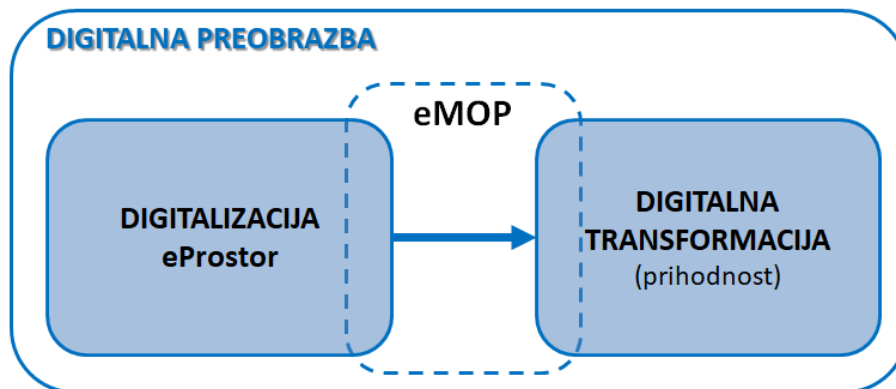 DIGITALNA PREOBRAZBA
eMOP
DIGITALIZACIJA
eProstor
DIGITALNA
TRANSFORMACIJA
(prihodnost)